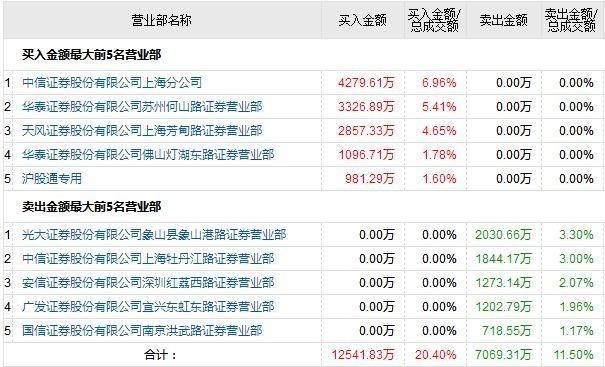 营业部名称 买入金额 买入金额/总成交额 卖出金额 卖出金额/总成交额
买入金额最大前5名营业部
1 中信证券股份有限公司上海分公司 4279.61万 6.96% 0.00万 0.00%
2 华泰证券股份有限公司苏州何山路证券营业部 3326.89万 5.41% 0.00万 0.00%
3 天风证券股份有限公司上海芳甸路证券营业部 2857.33万 4.65% 0.00万 0.00%
4 华泰证券股份有限公司佛山灯湖东路证券营业部 1096.71万 1.78% 0.00万 0.00%
5 沪股通专用 981.29万 1.60% 0.00万 0.00%
卖出金额最大前5名营业部
1 光大证券股份有限公司象山县象山港路证券营业部 0.00万 0.00% 2030.66万 3.30%
2 中信证券股份有限公司上海牡丹江路证券营业部 0.00万 0.00% 1844.17万 3.00%
3 安信证券股份有限公司深圳红荔西路证券营业部 0.00万 0.00% 1273.14万 2.07%
4 广发证券股份有限公司宜兴东虹东路证券营业部 0.00万 0.00% 1202.79万 1.96%
5 国信证券股份有限公司南京洪武路证券营业部 0.00万 0.00% 718.55万 1.17%
合计： 12541.83万 20.40% 7069.31万 11.50%